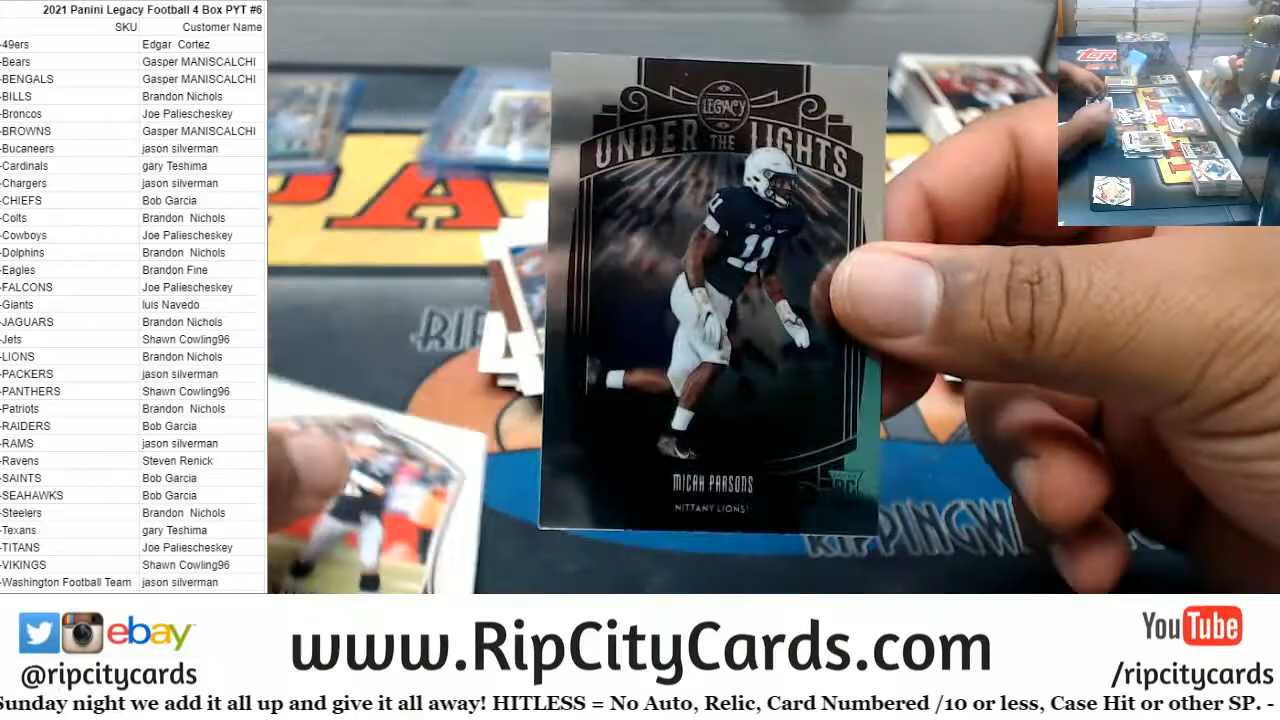 2021 Panini Legacy Football 4 Box PYT #6
SKU Customer Name
-49ers Edgar Cortez
-Bears Gasper MANISCALCHI
-BENGALS Gasper MANISCALCHI
-BILLS Brandon Nichols
-Broncos Joe Paliescheskey
-BROWNS Gasper MANISCALCHI
-Bucaneers jason silverman
-Cardinals gary Teshima
-Chargers jason silverman
-CHIEFS Bob Garcia
-Colts Brandon Nichols
-Cowboys Joe Paliescheskey
-Dolphins Brandon Nichols
-Eagles Brandon Fine
-FALCONS Joe Paliescheskey
-Giants luis Navedo
-JAGUARS Brandon Nichols
-Jets Shawn Cowling96
-LIONS Brandon Nichols
-PACKERS jason silverman
-PANTHERS Shawn Cowling96
-Patriots Brandon Nichols
-RAIDERS Bob Garcia
-RAMS jason silverman
-Ravens Steven Renick
-SAINTS Bob Garcia
-SEAHAWKS Bob Garcia
-Steelers Brandon Nichols
-Texans gary Teshima
-TITANS Joe Paliescheskey
-VIKINGS Shawn Cowling96
-Washington Football Team jason silverman
LEGACY
UNDER THE LIGHTS
11
11
MICAH PARSONS
NITTANY LIONS
RC
RIP
RIPPINGW
ebay
@ripcitycards
www.RipCityCards.com
YouTube
/ripcitycards
Sunday night we add it all up and give it all away! HITLESS = No Auto, Relic, Card Numbered /10 or less, Case Hit or other SP. -